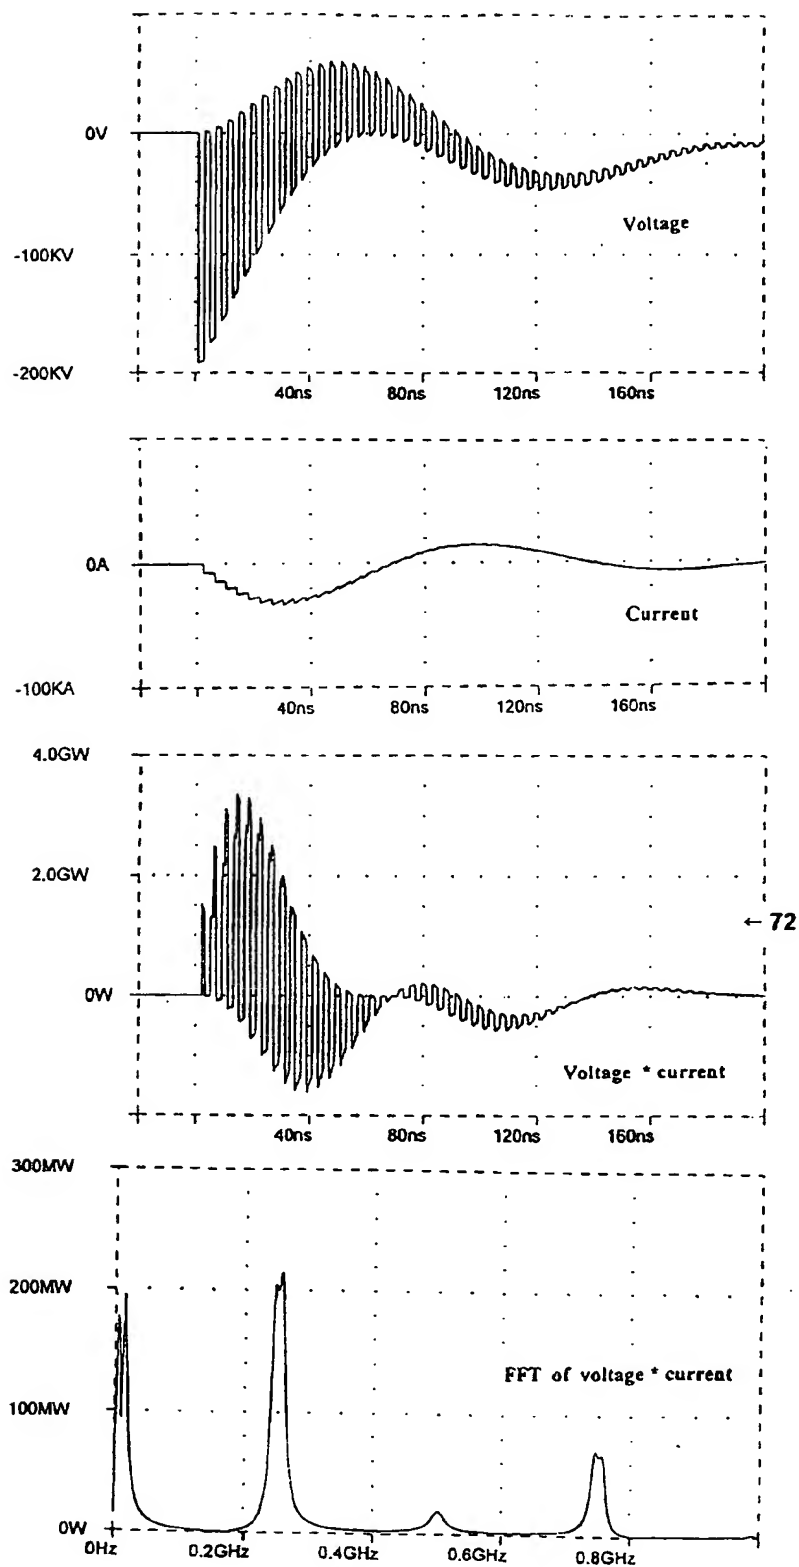 0V
Voltage
-100KV
-200KV
40ns 80ns 120ns 160ns
0A
Current
-100KA
40ns 80ns 120ns 160ns
4.0GW
2.0GW
← 72
0W
Voltage * current
40ns 80ns 120ns 160ns
300MW
200MW
FFT of voltage * current
100MW
0W
0Hz 0.2GHz 0.4GHz 0.6GHz 0.8GHz